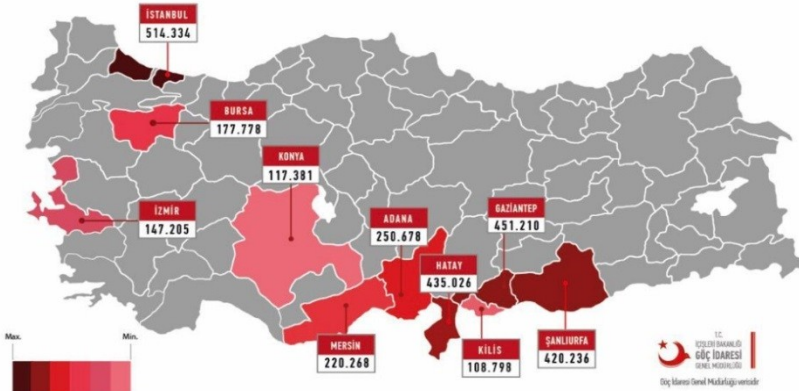 İSTANBUL
514.334
BURSA
177.778
KONYA
117.381
İZMİR
147.205
ADANA
250.678
GAZİANTEP
451.210
HATAY
435.026
MERSİN
220.268
KİLİS
108.798
ŞANLIURFA
420.236
Max.
Min.
T.C.
İÇİŞLERİ BAKANLIĞI
GÖÇ İDARESİ
GENEL MÜDÜRLÜĞÜ
Göç İdaresi Genel Müdürlüğü verisidir